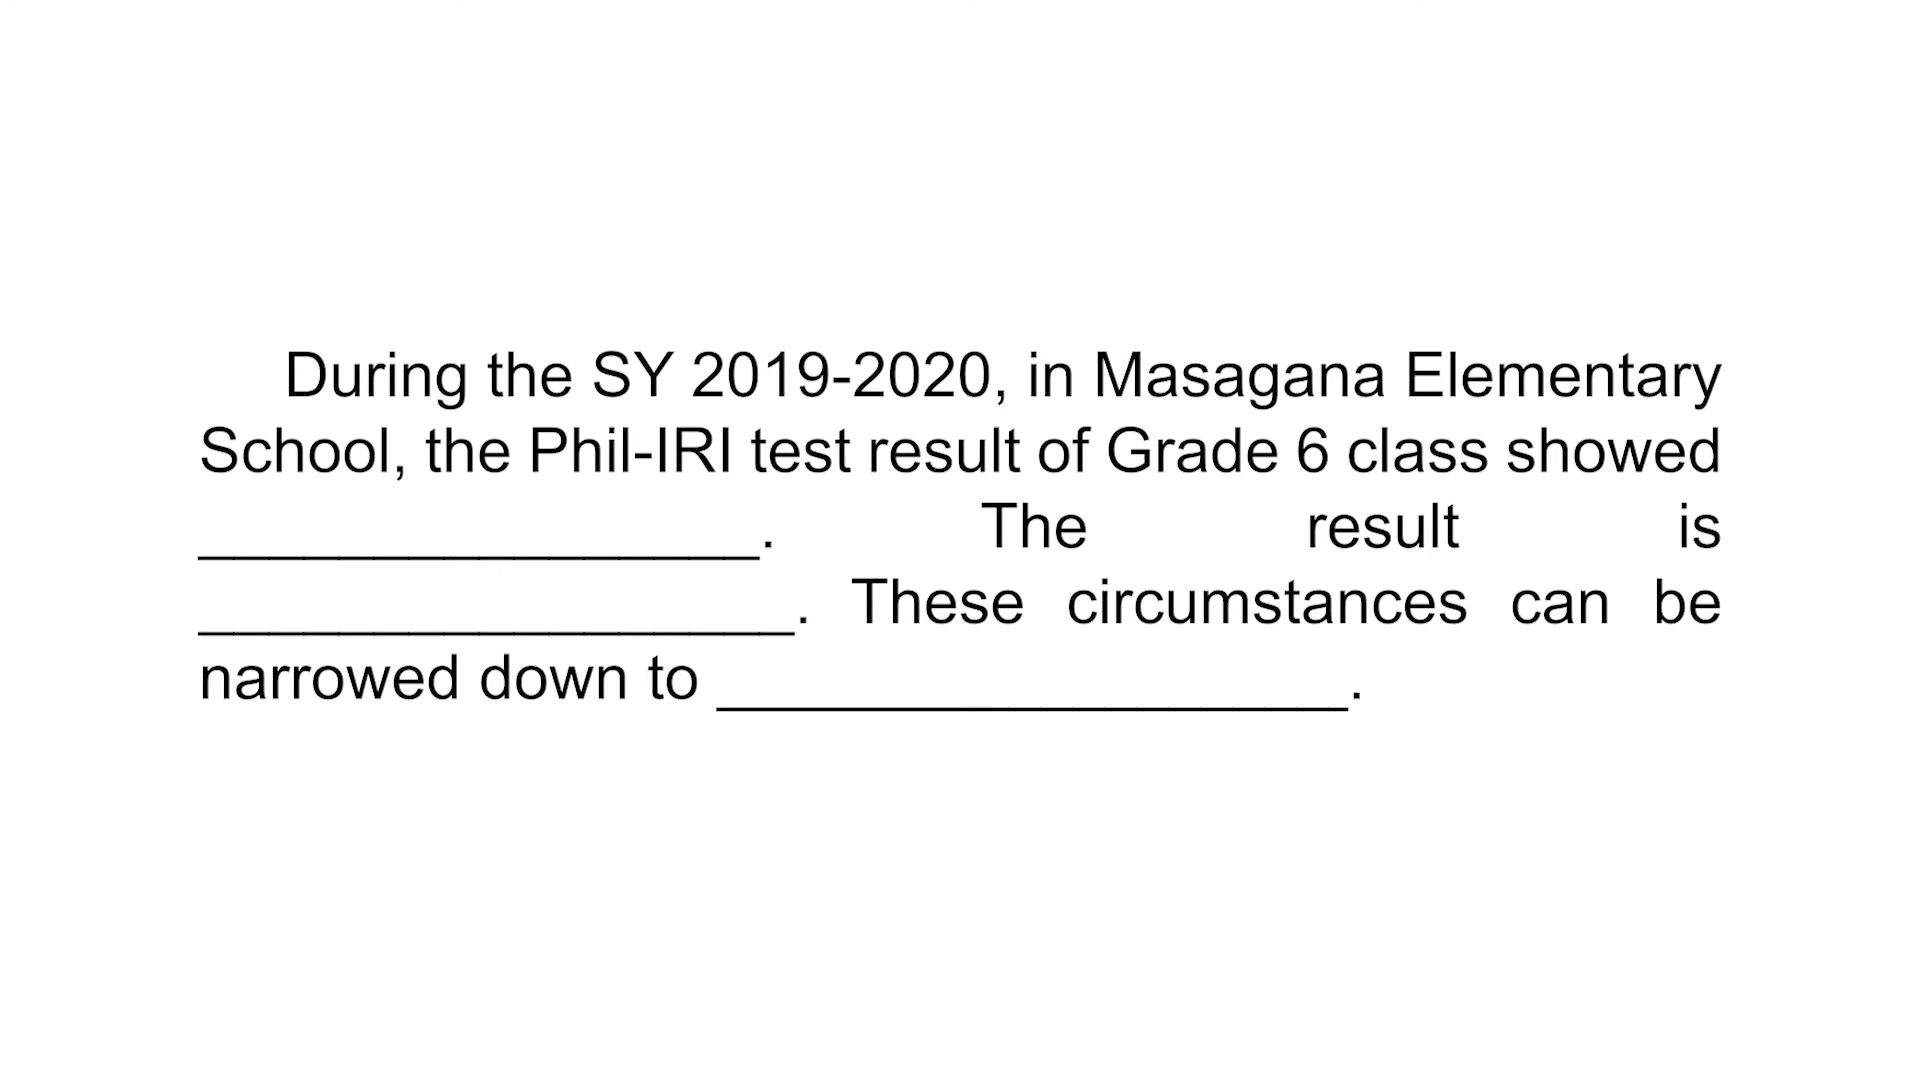 During the SY 2019-2020, in Masagana Elementary
School, the Phil-IRI test result of Grade 6 class showed
________________. The result is
_________________. These circumstances can be
narrowed down to __________________.